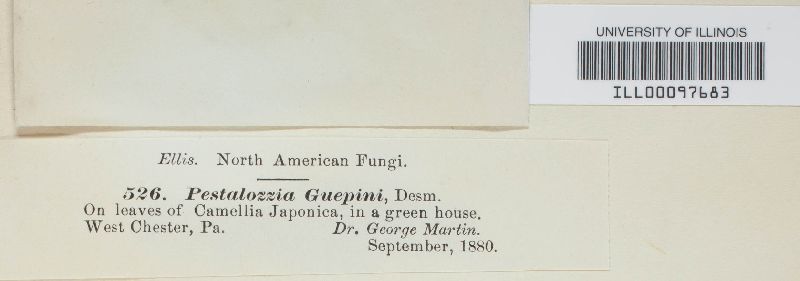 UNIVERSITY OF ILLINOIS
ILL00097683
Ellis. North American Fungi.
526. Pestalozzia Guepini, Desm.
On leaves of Camellia Japonica, in a green house.
West Chester, Pa. Dr. George Martin.
September, 1880.